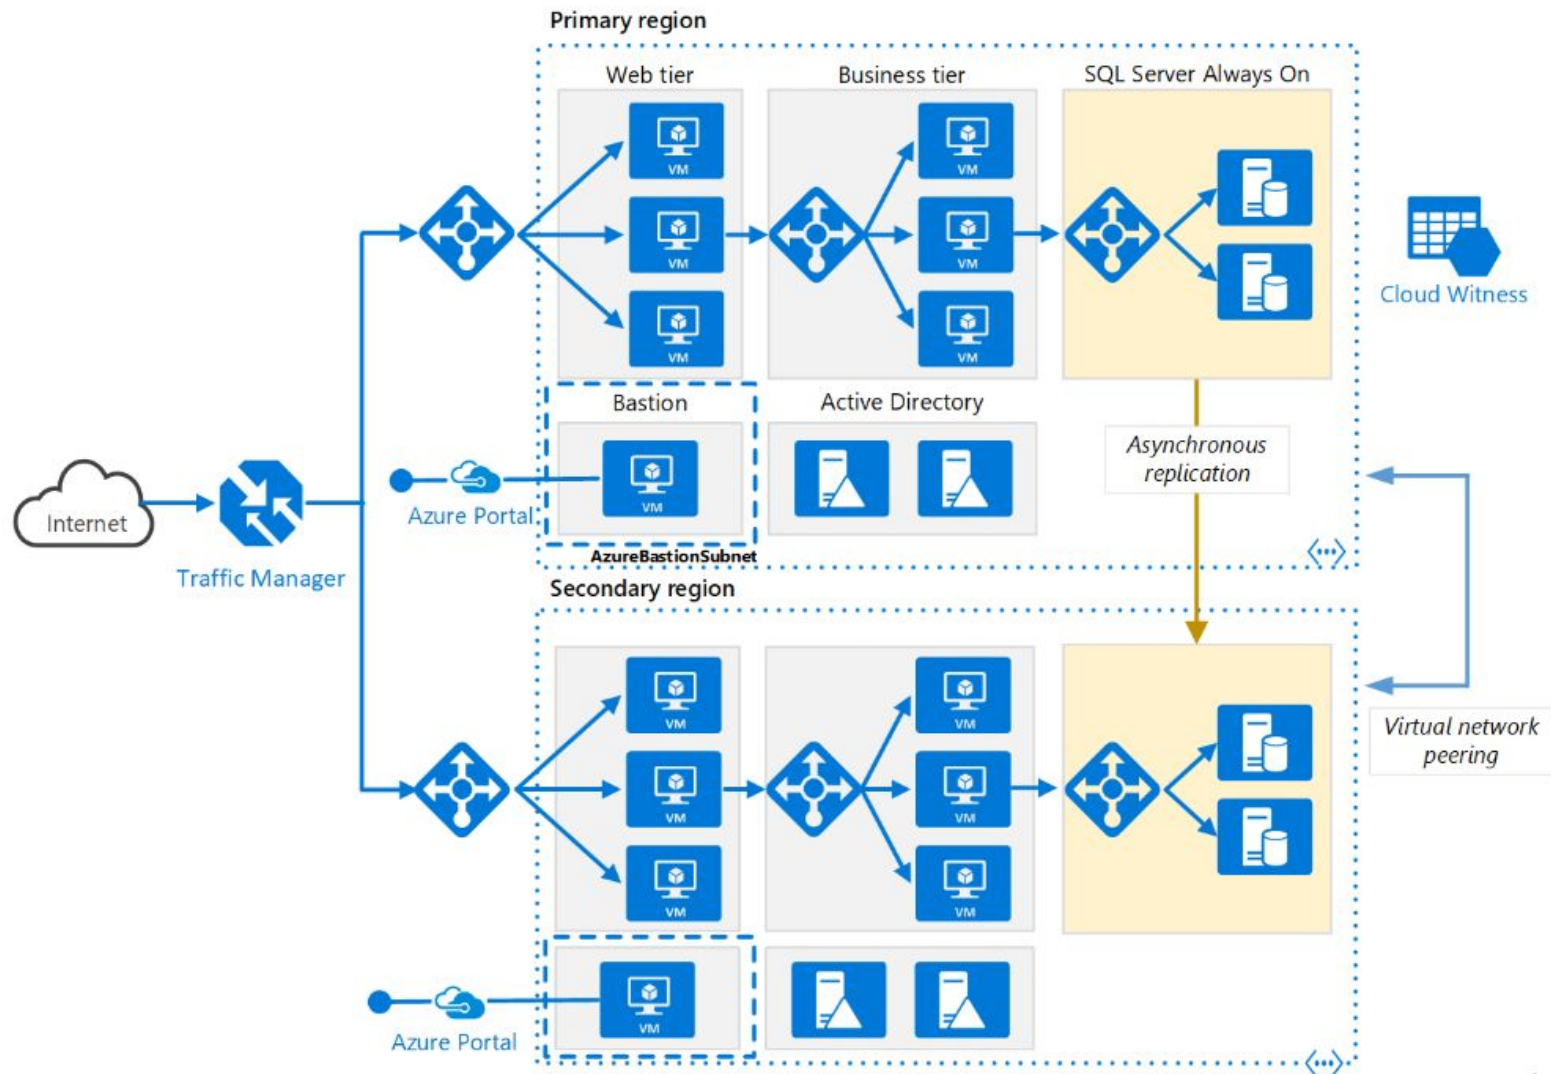 Primary region
Web tier
Business tier
SQL Server Always On
VM
VM
VM
VM
VM
VM
Cloud Witness
Bastion
Active Directory
VM
Azure Portal
AzureBastionSubnet
Asynchronous
replication
Internet
Traffic Manager
Secondary region
VM
VM
VM
VM
VM
VM
Virtual network
peering
VM
Azure Portal